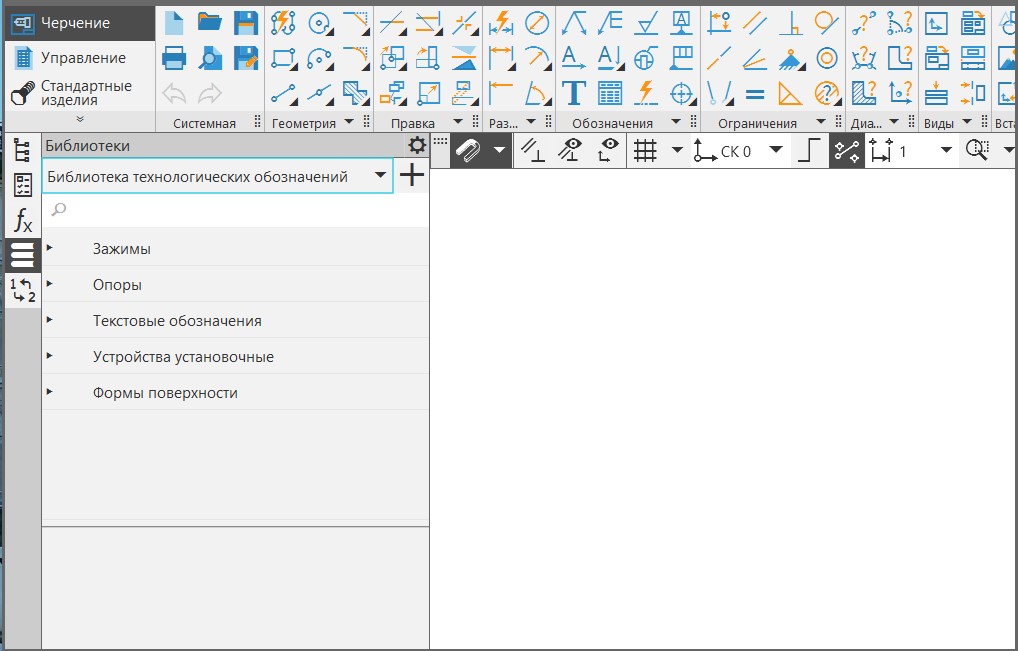 Черчение
Управление
Стандартные
изделия
Системная
Геометрия
Правка
Раз...
Обозначения
Ограничения
Диа...
Виды
Вста
Библиотеки
СК 0
1
Библиотека технологических обозначений
Зажимы
Опоры
Текстовые обозначения
Устройства установочные
Формы поверхности